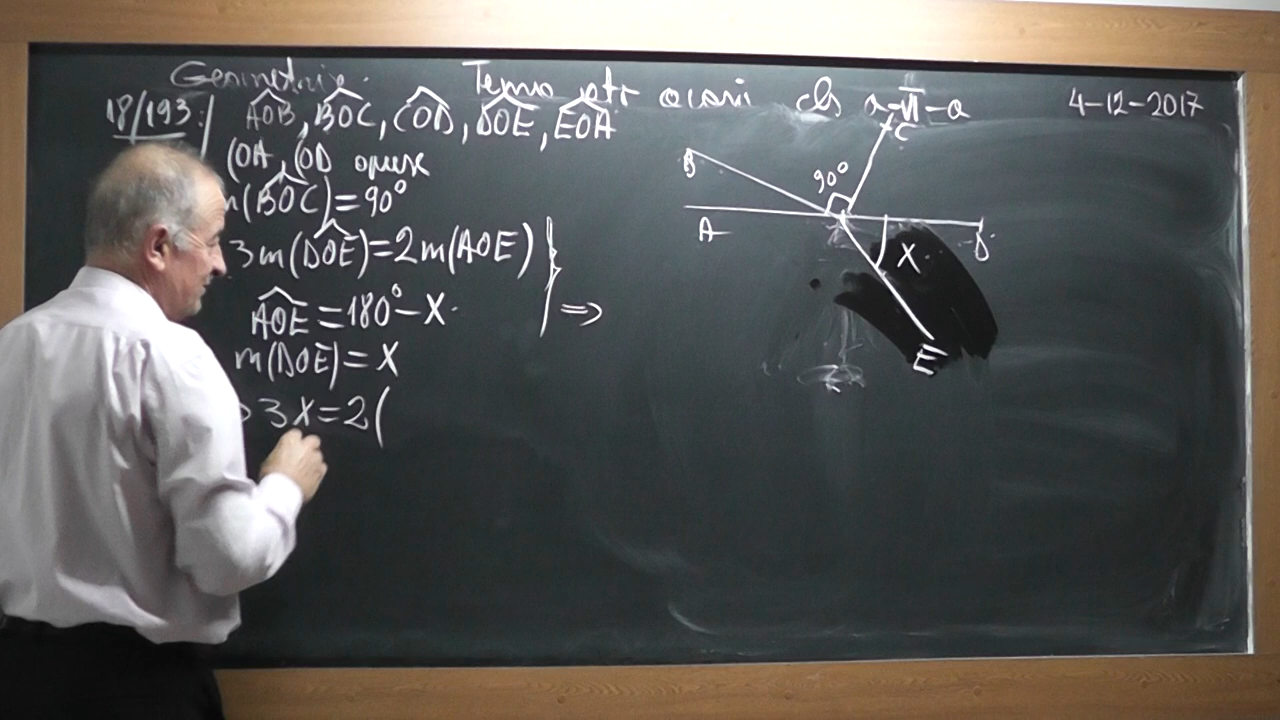 Geometrie. Tema ptr acasă cls a-VI-a 4-12-2017
18/193:/ AOB, BOC, COD, DOE, EOA
(OA, (OD opuse
m(BOC)=90°
3m(DOE)=2m(AOE)
AOE=180°-X. =>
m(DOE)=X
3X=2(
B 90° C
A D
X
E